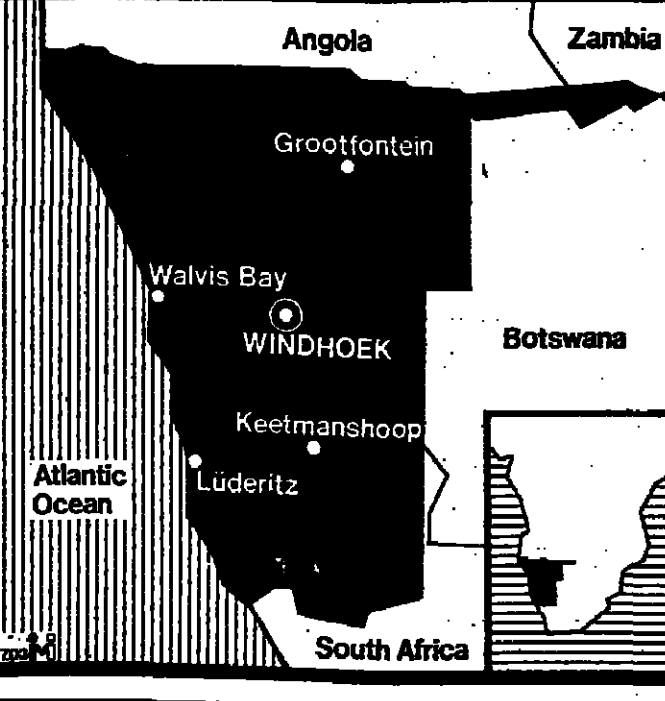 Angola
Zambia
Grootfontein
Walvis Bay
WINDHOEK
Botswana
Keetmanshoop
Lüderitz
Atlantic
Ocean
South Africa